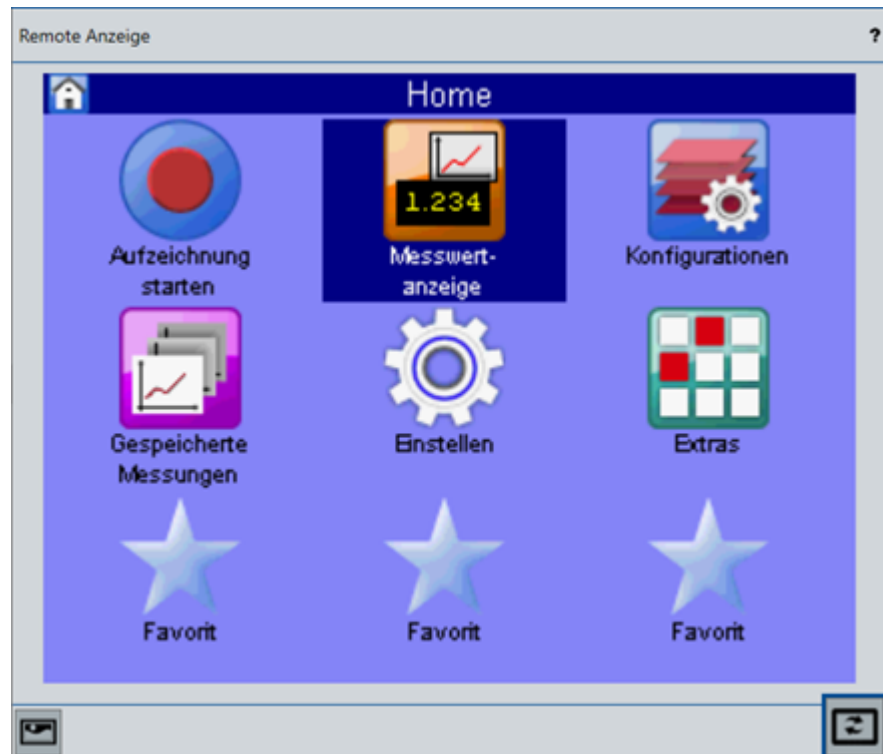 Remote Anzeige ?
Home
1.234
Aufzeichnung
starten
Messwert-
anzeige
Konfigurationen
Gespeicherte
Messungen
Einstellen
Extras
Favorit
Favorit
Favorit